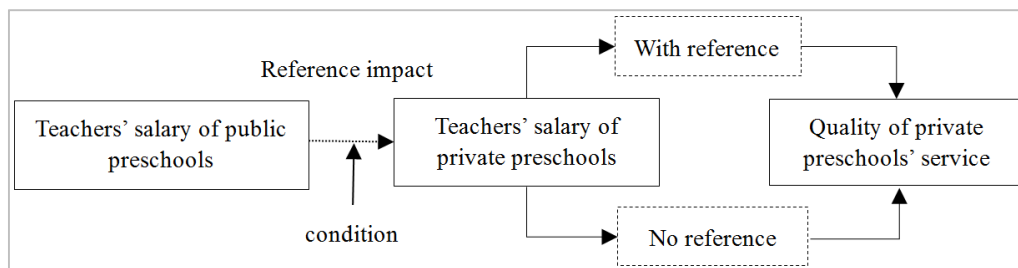 With reference
Reference impact
Teachers’ salary of public
preschools
Teachers’ salary of
private preschools
Quality of private
preschools’ service
condition
No reference